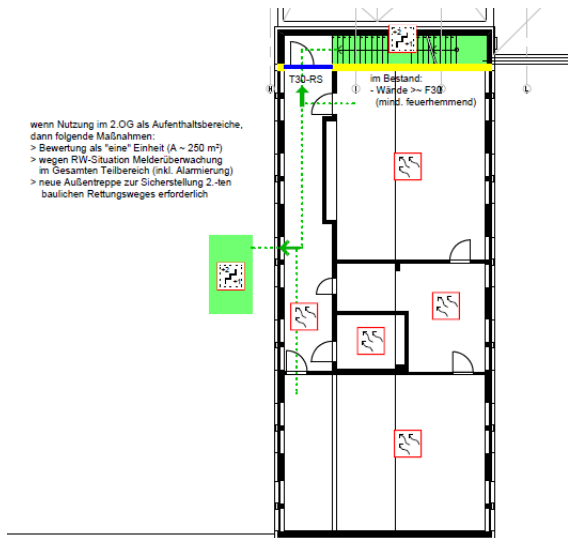 T30-RS
im Bestand:
- Wände >~ F30
(mind. feuerhemmend)
wenn Nutzung im 2.OG als Aufenthaltsbereiche,
dann folgende Maßnahmen:
> Bewertung als "eine" Einheit (A ~ 250 m²)
> wegen RW-Situation Melderüberwachung
im Gesamten Teilbereich (inkl. Alarmierung)
> neue Außentreppe zur Sicherstellung 2.-ten
baulichen Rettungsweges erforderlich